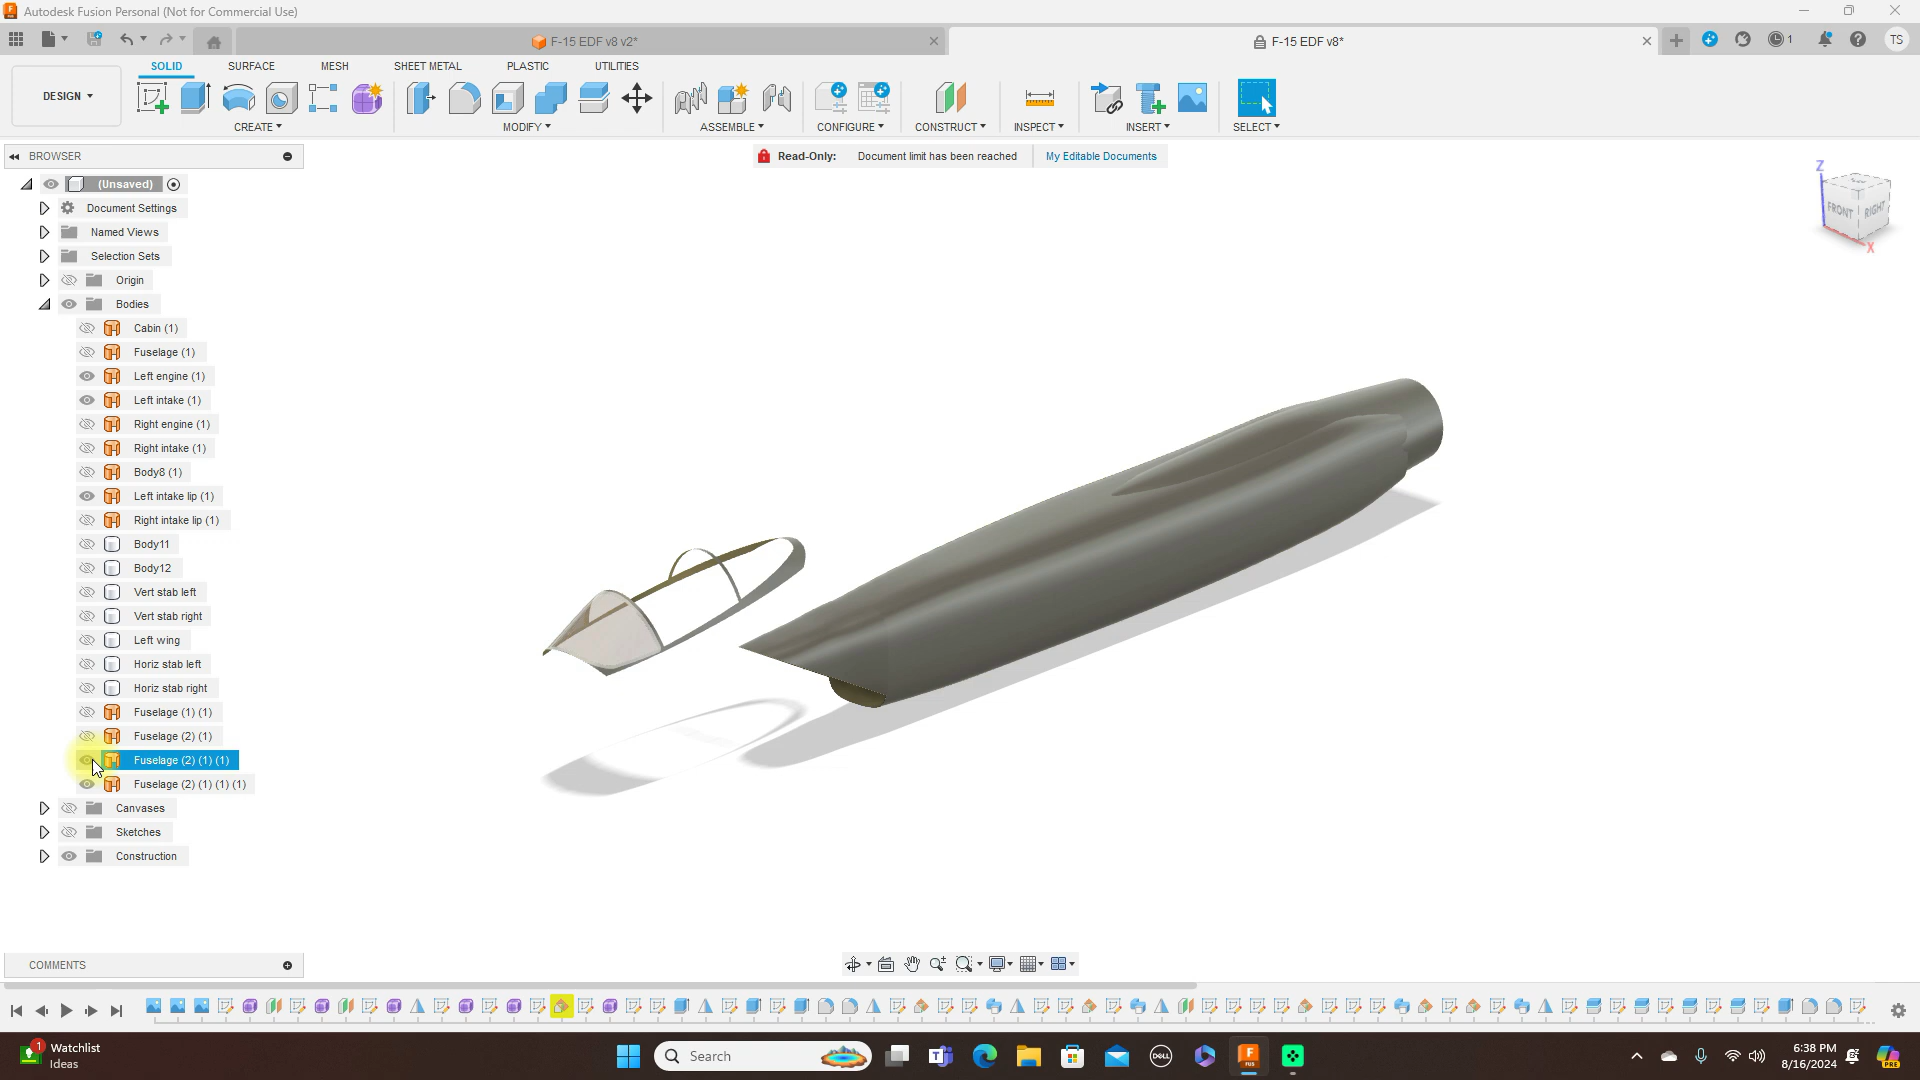 Autodesk Fusion Personal (Not for Commercial Use)
F-15 EDF v8 v2*
F-15 EDF v8*
1
TS
SOLID SURFACE MESH SHEET METAL PLASTIC UTILITIES
DESIGN
CREATE MODIFY ASSEMBLE CONFIGURE CONSTRUCT INSPECT INSERT SELECT
BROWSER
Read-Only: Document limit has been reached My Editable Documents
(Unsaved)
Document Settings
Named Views
Selection Sets
Origin
Bodies
Cabin (1)
Fuselage (1)
Left engine (1)
Left intake (1)
Right engine (1)
Right intake (1)
Body8 (1)
Left intake lip (1)
Right intake lip (1)
Body11
Body12
Vert stab left
Vert stab right
Left wing
Horiz stab left
Horiz stab right
Fuselage (1) (1)
Fuselage (2) (1)
Fuselage (2) (1) (1)
Fuselage (2) (1) (1) (1)
Canvases
Sketches
Construction
Z
FRONT
RIGHT
X
COMMENTS
1
Watchlist
Ideas
Search
DELL
F
FUS
6:38 PM
8/16/2024
PRE